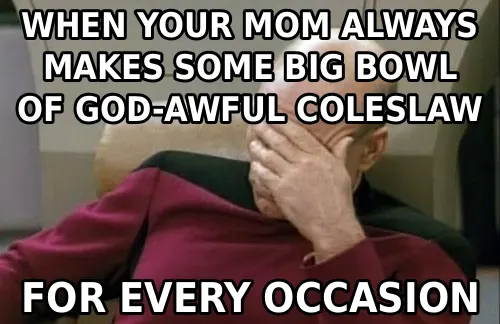 WHEN YOUR MOM ALWAYS
MAKES SOME BIG BOWL
OF GOD-AWFUL COLESLAW
FOR EVERY OCCASION